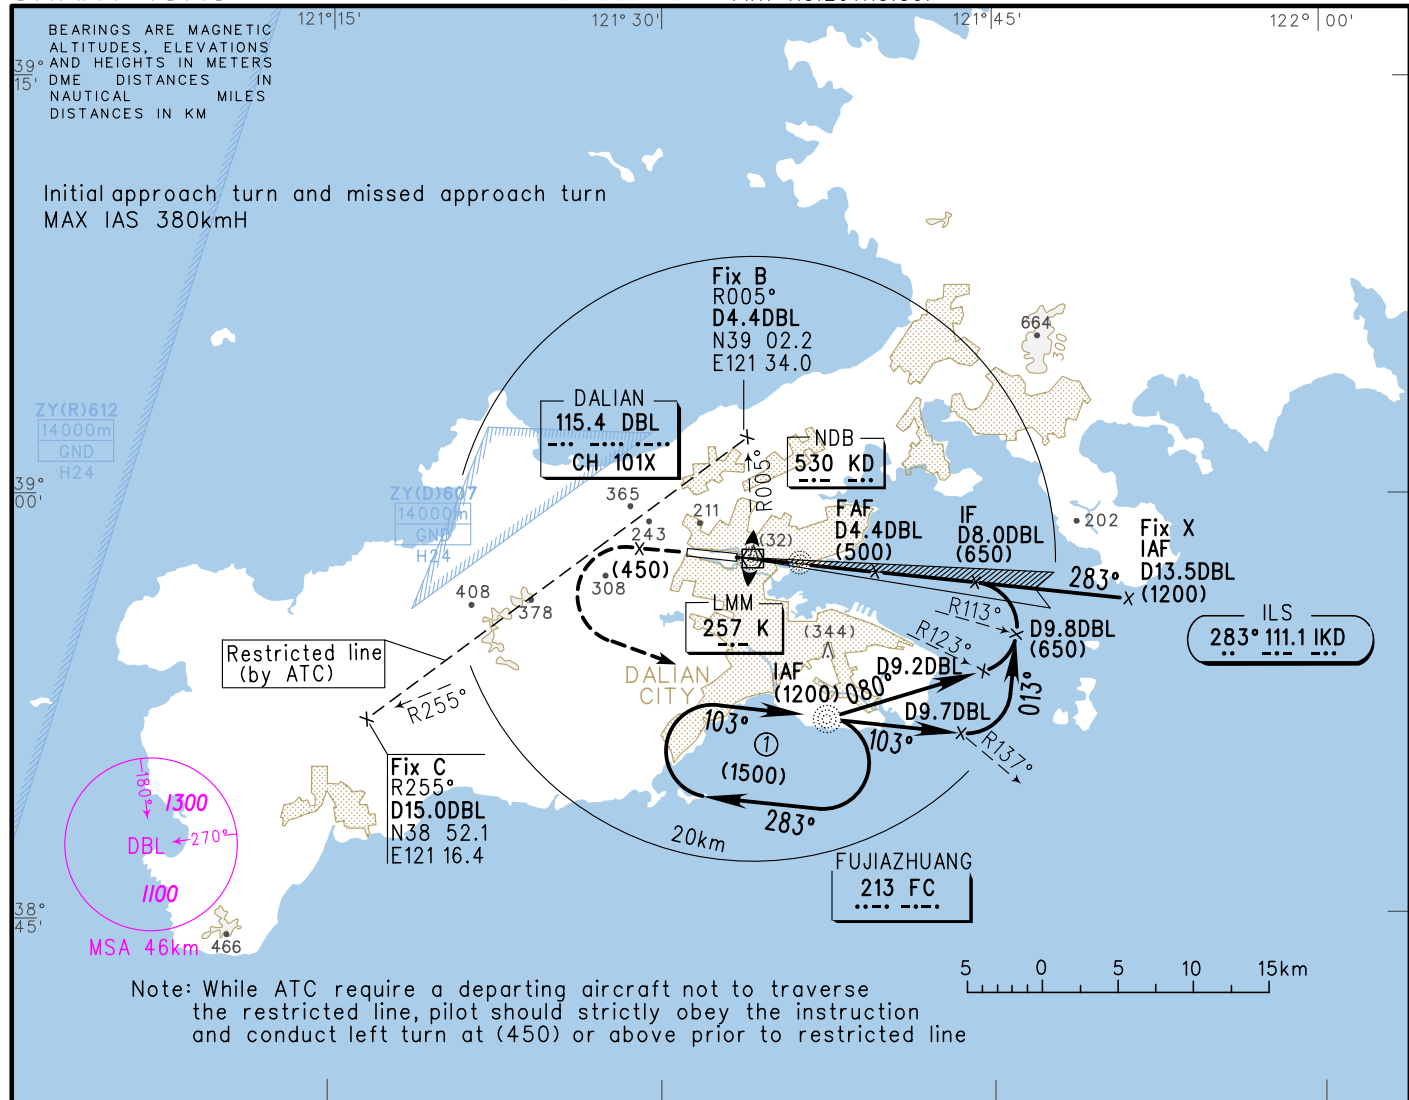 121°15'
121°30'
121°45'
122°00'
BEARINGS ARE MAGNETIC
ALTITUDES, ELEVATIONS
AND HEIGHTS IN METERS
DME DISTANCES IN
NAUTICAL MILES
DISTANCES IN KM
39°
15'
Initial approach turn and missed approach turn
MAX IAS 380kmH
Fix B
R005°
D4.4DBL
N39 02.2
E121 34.0
664
300
DALIAN
115.4 DBL
CH 101X
ZY(R)612
14000m
GND
H24
NDB
530 KD
R005°
39°
00'
ZY(D)607
14000m
GND
H24
365
243
211
(32)
FAF
D4.4DBL
(500)
IF
D8.0DBL
(650)
202
Fix X
IAF
D13.5DBL
(1200)
283°
(450)
308
408
378
LMM
257 K
(344)
R113°
R123°
D9.8DBL
(650)
ILS
283° 111.1 IKD
Restricted line
(by ATC)
DALIAN
CITY
IAF
(1200)
080°
D9.2DBL
013°
R255°
103°
D9.7DBL
103°
R137°
1
(1500)
283°
Fix C
R255°
D15.0DBL
N38 52.1
E121 16.4
180°
1300
DBL
270°
1100
MSA 46km
20km
FUJIAZHUANG
213 FC
38°
45'
466
5 0 5 10 15km
Note: While ATC require a departing aircraft not to traverse
the restricted line, pilot should strictly obey the instruction
and conduct left turn at (450) or above prior to restricted line